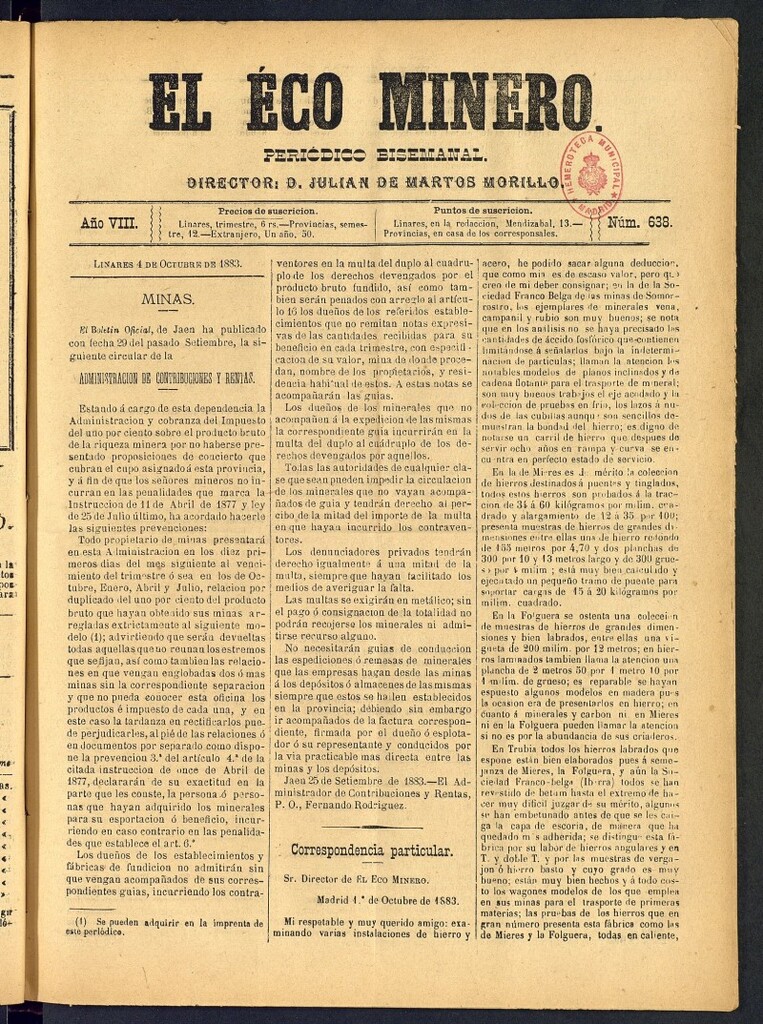 EL ÉCO MINERO.
PERIÓDICO BISEMANAL.
DIRECTOR: D. JULIAN DE MARTOS MORILLO.
HEMEROTECA MUNICIPAL
MADRID
Año VIII.
Precios de suscricion.
Linares, trimestre, 6 rs.—Provincias, semes-
tre, 12.—Extranjero, Un año, 50.
Puntos de suscricion.
Linares, en la redaccion, Mendizabal, 13.—
Provincias, en casa de los corresponsales.
Núm. 638.
LINARES 4 DE OCTUBRE DE 1883.
MINAS.
El Boletin Oficial, de Jaen ha publicado
con fecha 29 del pasado Setiembre, la si-
guiente circular de la
ADMINISTRACION DE CONTRIBUCIONES Y RENTAS.
Estando á cargo de esta dependencia la
Administracion y cobranza del Impuesto
del uno por ciento sobre el producto bruto
de la riqueza minera por no haberse pre-
sentado proposiciones de concierto que
cubran el cupo asignado á esta provincia,
y á fin de que los señores mineros no in-
curran en las penalidades que marca la
Instruccion de 11 de Abril de 1877 y ley
de 25 de Julio último, ha acordado hacerle
las siguientes prevenciones:
Todo propietario de minas presentará
en esta Administracion en los diez pri-
meros dias del mes siguiente al venci-
miento del trimestre ó sea en los de Oc-
tubre, Enero, Abril y Julio, relacion por
duplicado del uno por ciento del producto
bruto que hayan obtenido sus minas ar-
regladas extrictamente al siguiente mo-
delo (1); advirtiendo que serán devueltas
todas aquellas que no reunan los estremos
que se fijan, así como tambien las relacio-
nes en que vengan englobadas dos ó mas
minas sin la correspondiente separacion
y que no pueda conocer esta oficina los
productos é impuesto de cada una, y en
este caso la tardanza en rectificarlos pue-
de perjudicarles, al pié de las relaciones ó
en documentos por separado como dispo-
ne la prevencion 3.ª del artículo 4.º de la
citada instruccion de once de Abril de
1877, declararán de su exactitud en la
parte que les conste, la persona ó perso-
nas que hayan adquirido los minerales
para su esportacion ó beneficio, incur-
riendo en caso contrario en las penalida-
des que establece el art. 6.º
Los dueños de los establecimientos y
fábricas de fundicion no admitirán sin
que vengan acompañados de sus corres-
pondientes guias, incurriendo los contra-
(1) Se pueden adquirir en la imprenta de
este periódico.
ventores en la multa del duplo al cuadru-
plo de los derechos devengados por el
producto bruto fundido, así como tam-
bien serán penados con arreglo al artícu-
lo 16 los dueños de los referidos estable-
cimientos que no remitan notas expresi-
vas de las cantidades recibidas para su
beneficio en cada trimestre, con especifi-
cacion de su valor, mina de donde proce-
dan, nombre de los propietarios, y resi-
dencia habitual de estos. A estas notas se
acompañarán las guias.
Los dueños de los minerales que no
acompañen á la expedicion de las mismas
la correspondiente guia incurrirán en la
multa del duplo al cuádruplo de los de-
rechos devengados por aquellos.
Todas las autoridades de cualquier cla-
se que sean pueden impedir la circulacion
de los minerales que no vayan acompa-
ñados de guia y tendrán derecho al per-
cibo de la mitad del importe de la multa
en que hayan incurrido los contraven-
tores.
Los denunciadores privados tendrán
derecho igualmente á una mitad de la
multa, siempre que hayan facilitado los
medios de averiguar la falta.
Las multas se exigirán en metálico; sin
el pago ó consignacion de la totalidad no
podrán recojerse los minerales ni admi-
tirse recurso alguno.
No necesitarán guias de conduccion
las espediciones ó remesas de minerales
que las empresas hagan desde las minas
á los depósitos ó almacenes de las mismas
siempre que estos se hallen establecidos
en la provincia; debiendo sin embargo
ir acompañados de la factura correspon-
diente, firmada por el dueño ó esplotador
ó su representante y conducidos por
la via practicable mas directa entre las
minas y los depósitos.
Jaen 25 de Setiembre de 1883.—El Ad-
ministrador de Contribuciones y Rentas,
P. O., Fernando Rodriguez.
Correspondencia particular.
Sr. Director de EL ECO MINERO.
Madrid 1.º de Octubre de 1883.
Mi respetable y muy querido amigo: exa-
minando varias instalaciones de hierro y
acero, he podido sacar alguna deduccion,
que como mia es de escaso valor, pero que
creo de mi deber consignar; en la de la So-
ciedad Franco Belga de las minas de Somor-
rostro, los ejemplares de minerales vena,
campanil y rubio son muy buenos; se nota
que en los análisis no se haya precisado las
cantidades de áccido fosfórico que contienen
limitándose á señalarlos bajo la indetermi-
nacion de particulas; llaman la atencion los
notables modelos de planos inclinados y de
cadena flotante para el trasporte de mineral;
son muy buenos trabajos el eje acodado y la
coleccion de pruebas en frio, los lazos á nu-
dos de las cubillas aunque son sencillos de-
muestran la bondad del hierro; es digno de
notarse un carril de hierro que despues de
servir ocho años en rampa y curva se en-
cuentra en perfecto estado de servicio.
En la de Mieres es de mérito la coleccion
de hierros destinados á puentes y tinglados,
todos estos hierros son probados á la trac-
cion de 34 á 60 kilógramos por milim. cua-
drado y alargamiento de 12 á 35 por 100;
presenta muestras de hierros de grandes di-
mensiones entre ellas una de hierro redondo
de 155 metros por 4,70 y dos planchas de
300 por 10 y 13 metros largo y de 300 grue-
so por 4 milim; está muy bien calculado y
ejecutado un pequeño tramo de puente para
soportar cargas de 15 á 20 kilógramos por
milim. cuadrado.
En la Folguera se ostenta una coleccion
de muestras de hierros de grandes dimen-
siones y bien labrados, entre ellas una vi-
gueta de 200 milim. por 12 metros; en hier-
ros laminados tambien llama la atencion una
plancha de 2 metros 50 por 1 metro 10 por
4 milim. de grueso; es reparable se hayan
espuesto algunos modelos en madera pues
la ocasion era de presentarlos en hierro; en
cuanto á minerales y carbon ni en Mieres
ni en la Folguera pueden llamar la atencion
si no es por la abundancia de sus criaderos.
En Trubia todos los hierros labrados que
espone están bien elaborados pues á seme-
janza de Mieres, la Folguera, y aún la So-
ciedad Franco-belga (Ibarra) todos se han
revestido de betum hasta el extremo de ha-
cer muy dificil juzgar de su mérito, algunos
se han embetunado antes de que se les cai-
ga la capa de escoria, de manera que ha
quedado mas adherida; se distingue esta fá-
brica por su labor de hierros angulares y en
T. y doble T. y por las muestras de verga-
jon ó hierro basto y cuyo grado es muy
bueno; están muy bien hechos y á todo cos-
to los wagones modelos de los que emplea
en sus minas para el trasporte de primeras
materias; las pruebas de los hierros que en
gran número presenta esta fábrica como las
de Mieres y la Folguera, todas en caliente,